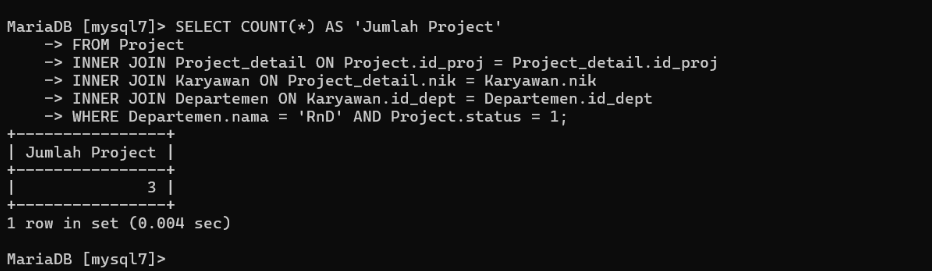 MariaDB [mysql7]> SELECT COUNT(*) AS 'Jumlah Project'
    -> FROM Project
    -> INNER JOIN Project_detail ON Project.id_proj = Project_detail.id_proj
    -> INNER JOIN Karyawan ON Project_detail.nik = Karyawan.nik
    -> INNER JOIN Departemen ON Karyawan.id_dept = Departemen.id_dept
    -> WHERE Departemen.nama = 'RnD' AND Project.status = 1;
+----------------+
| Jumlah Project |
+----------------+
|              3 |
+----------------+
1 row in set (0.004 sec)
MariaDB [mysql7]>